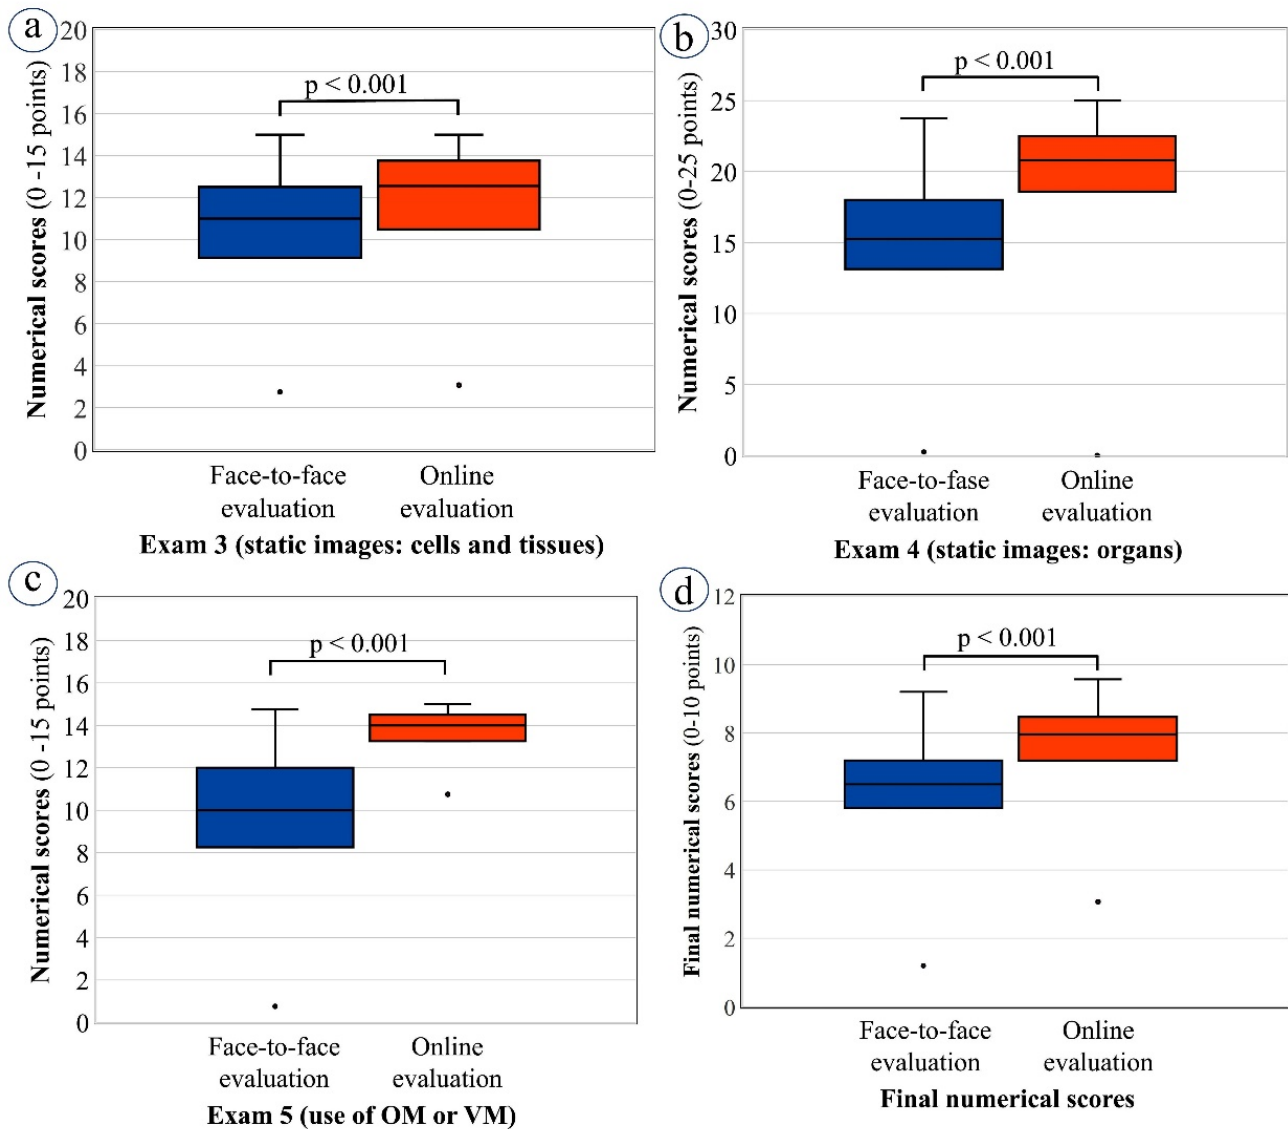 a
20
18
16
14
12
10
8
6
4
2
0
Numerical scores (0 -15 points)
p < 0.001
Face-to-face
evaluation
Online
evaluation
Exam 3 (static images: cells and tissues)
b
30
25
20
15
10
5
0
Numerical scores (0-25 points)
p < 0.001
Face-to-fase
evaluation
Online
evaluation
Exam 4 (static images: organs)
c
20
18
16
14
12
10
8
6
4
2
0
Numerical scores (0 -15 points)
p < 0.001
Face-to-face
evaluation
Online
evaluation
Exam 5 (use of OM or VM)
d
12
10
8
6
4
2
0
Final numerical scores (0-10 points)
p < 0.001
Face-to-face
evaluation
Online
evaluation
Final numerical scores